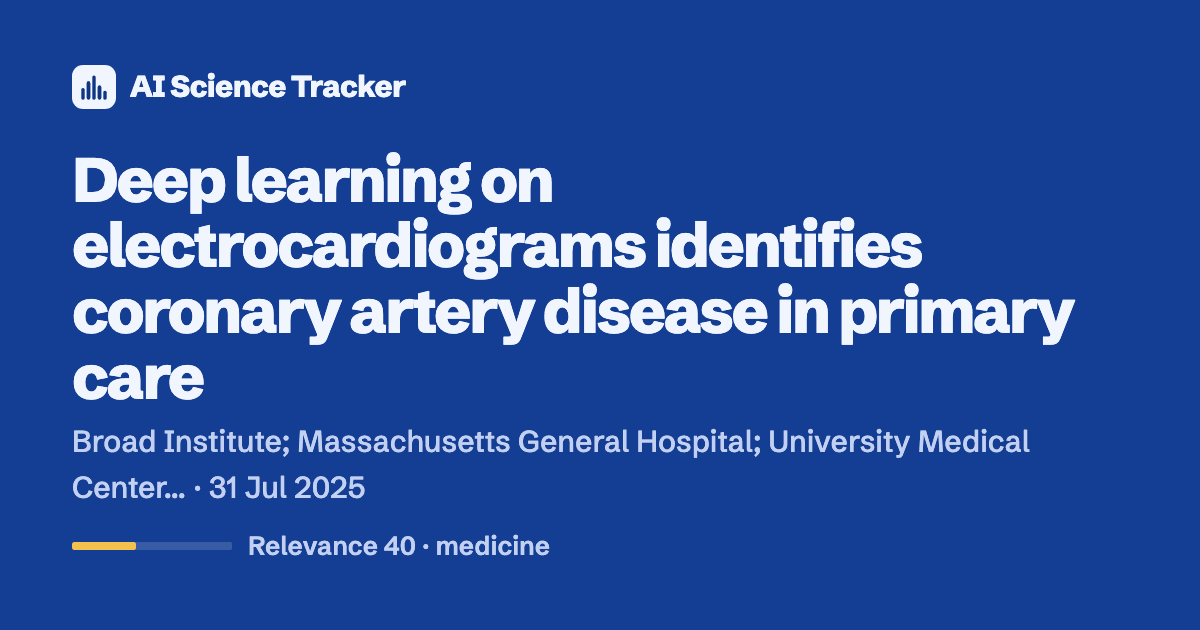 AI Science Tracker
Deep learning on
electrocardiograms identifies
coronary artery disease in primary
care
Broad Institute; Massachusetts General Hospital; University Medical
Center... · 31 Jul 2025
Relevance 40 · medicine